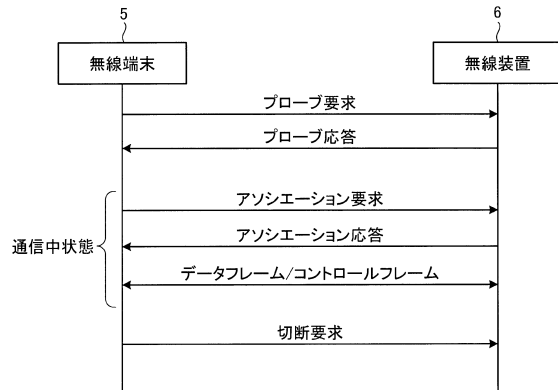 5
6
無線端末
無線装置
プローブ要求
プローブ応答
アソシエーション要求
アソシエーション応答
通信中状態
データフレーム/コントロールフレーム
切断要求